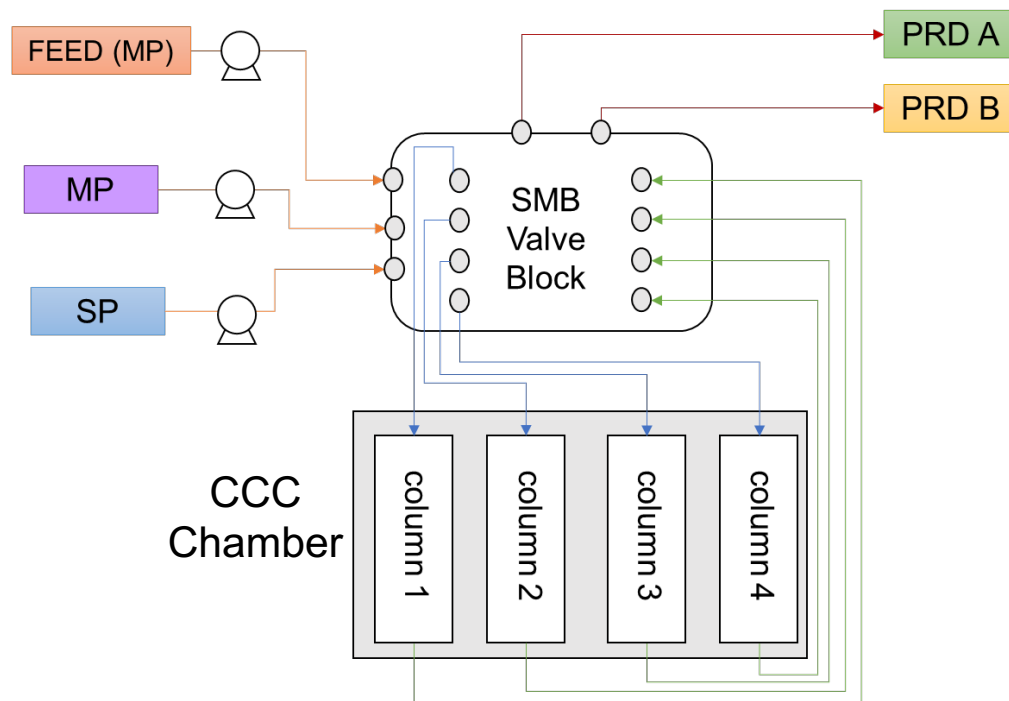 FEED (MP)
PRD A
PRD B
MP
SP
SMB
Valve
Block
CCC
Chamber
column 1
column 2
column 3
column 4